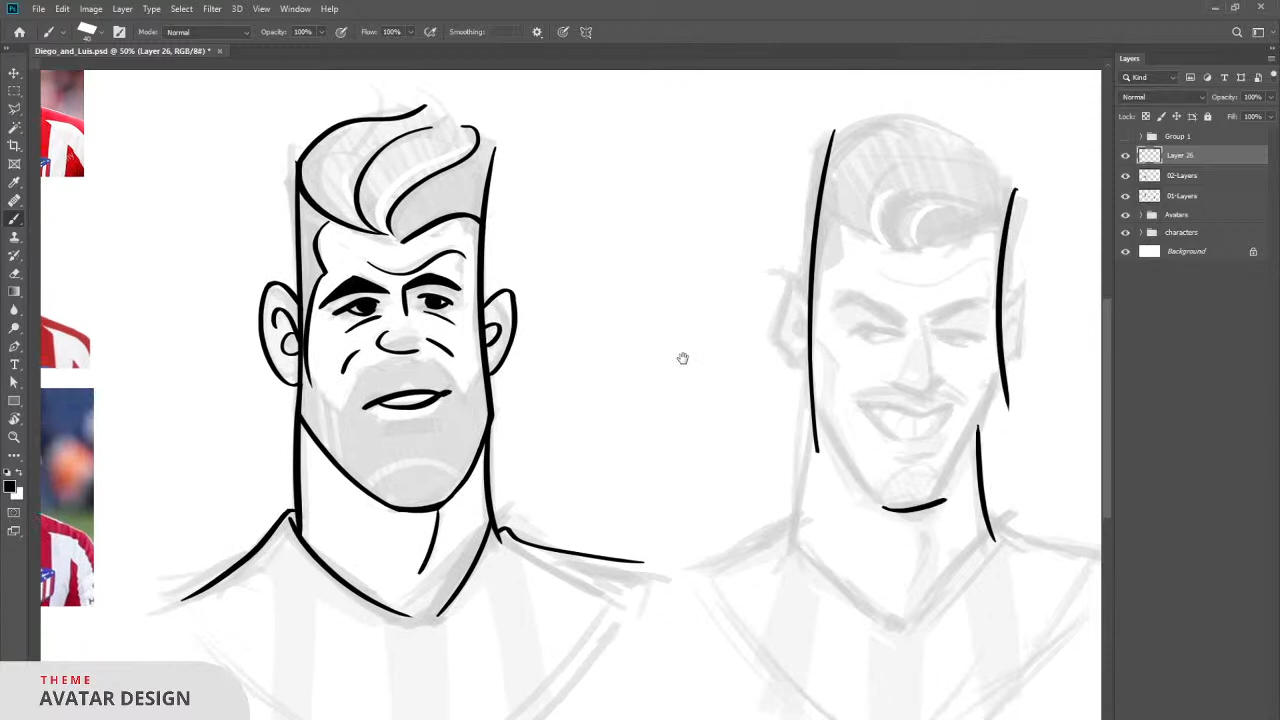 File Edit Image Layer Type Select Filter 3D View Window Help
40 Mode: Normal Opacity: 100% Flow: 100% Smoothing:
Diego_and_Luis.psd @ 50% (Layer 26, RGB/8#) * ×
Layers
Kind
Normal Opacity: 100%
Lock: Fill: 100%
Group 1
Layer 26
02-Layers
01-Layers
Avatars
characters
Background
THEME
AVATAR DESIGN